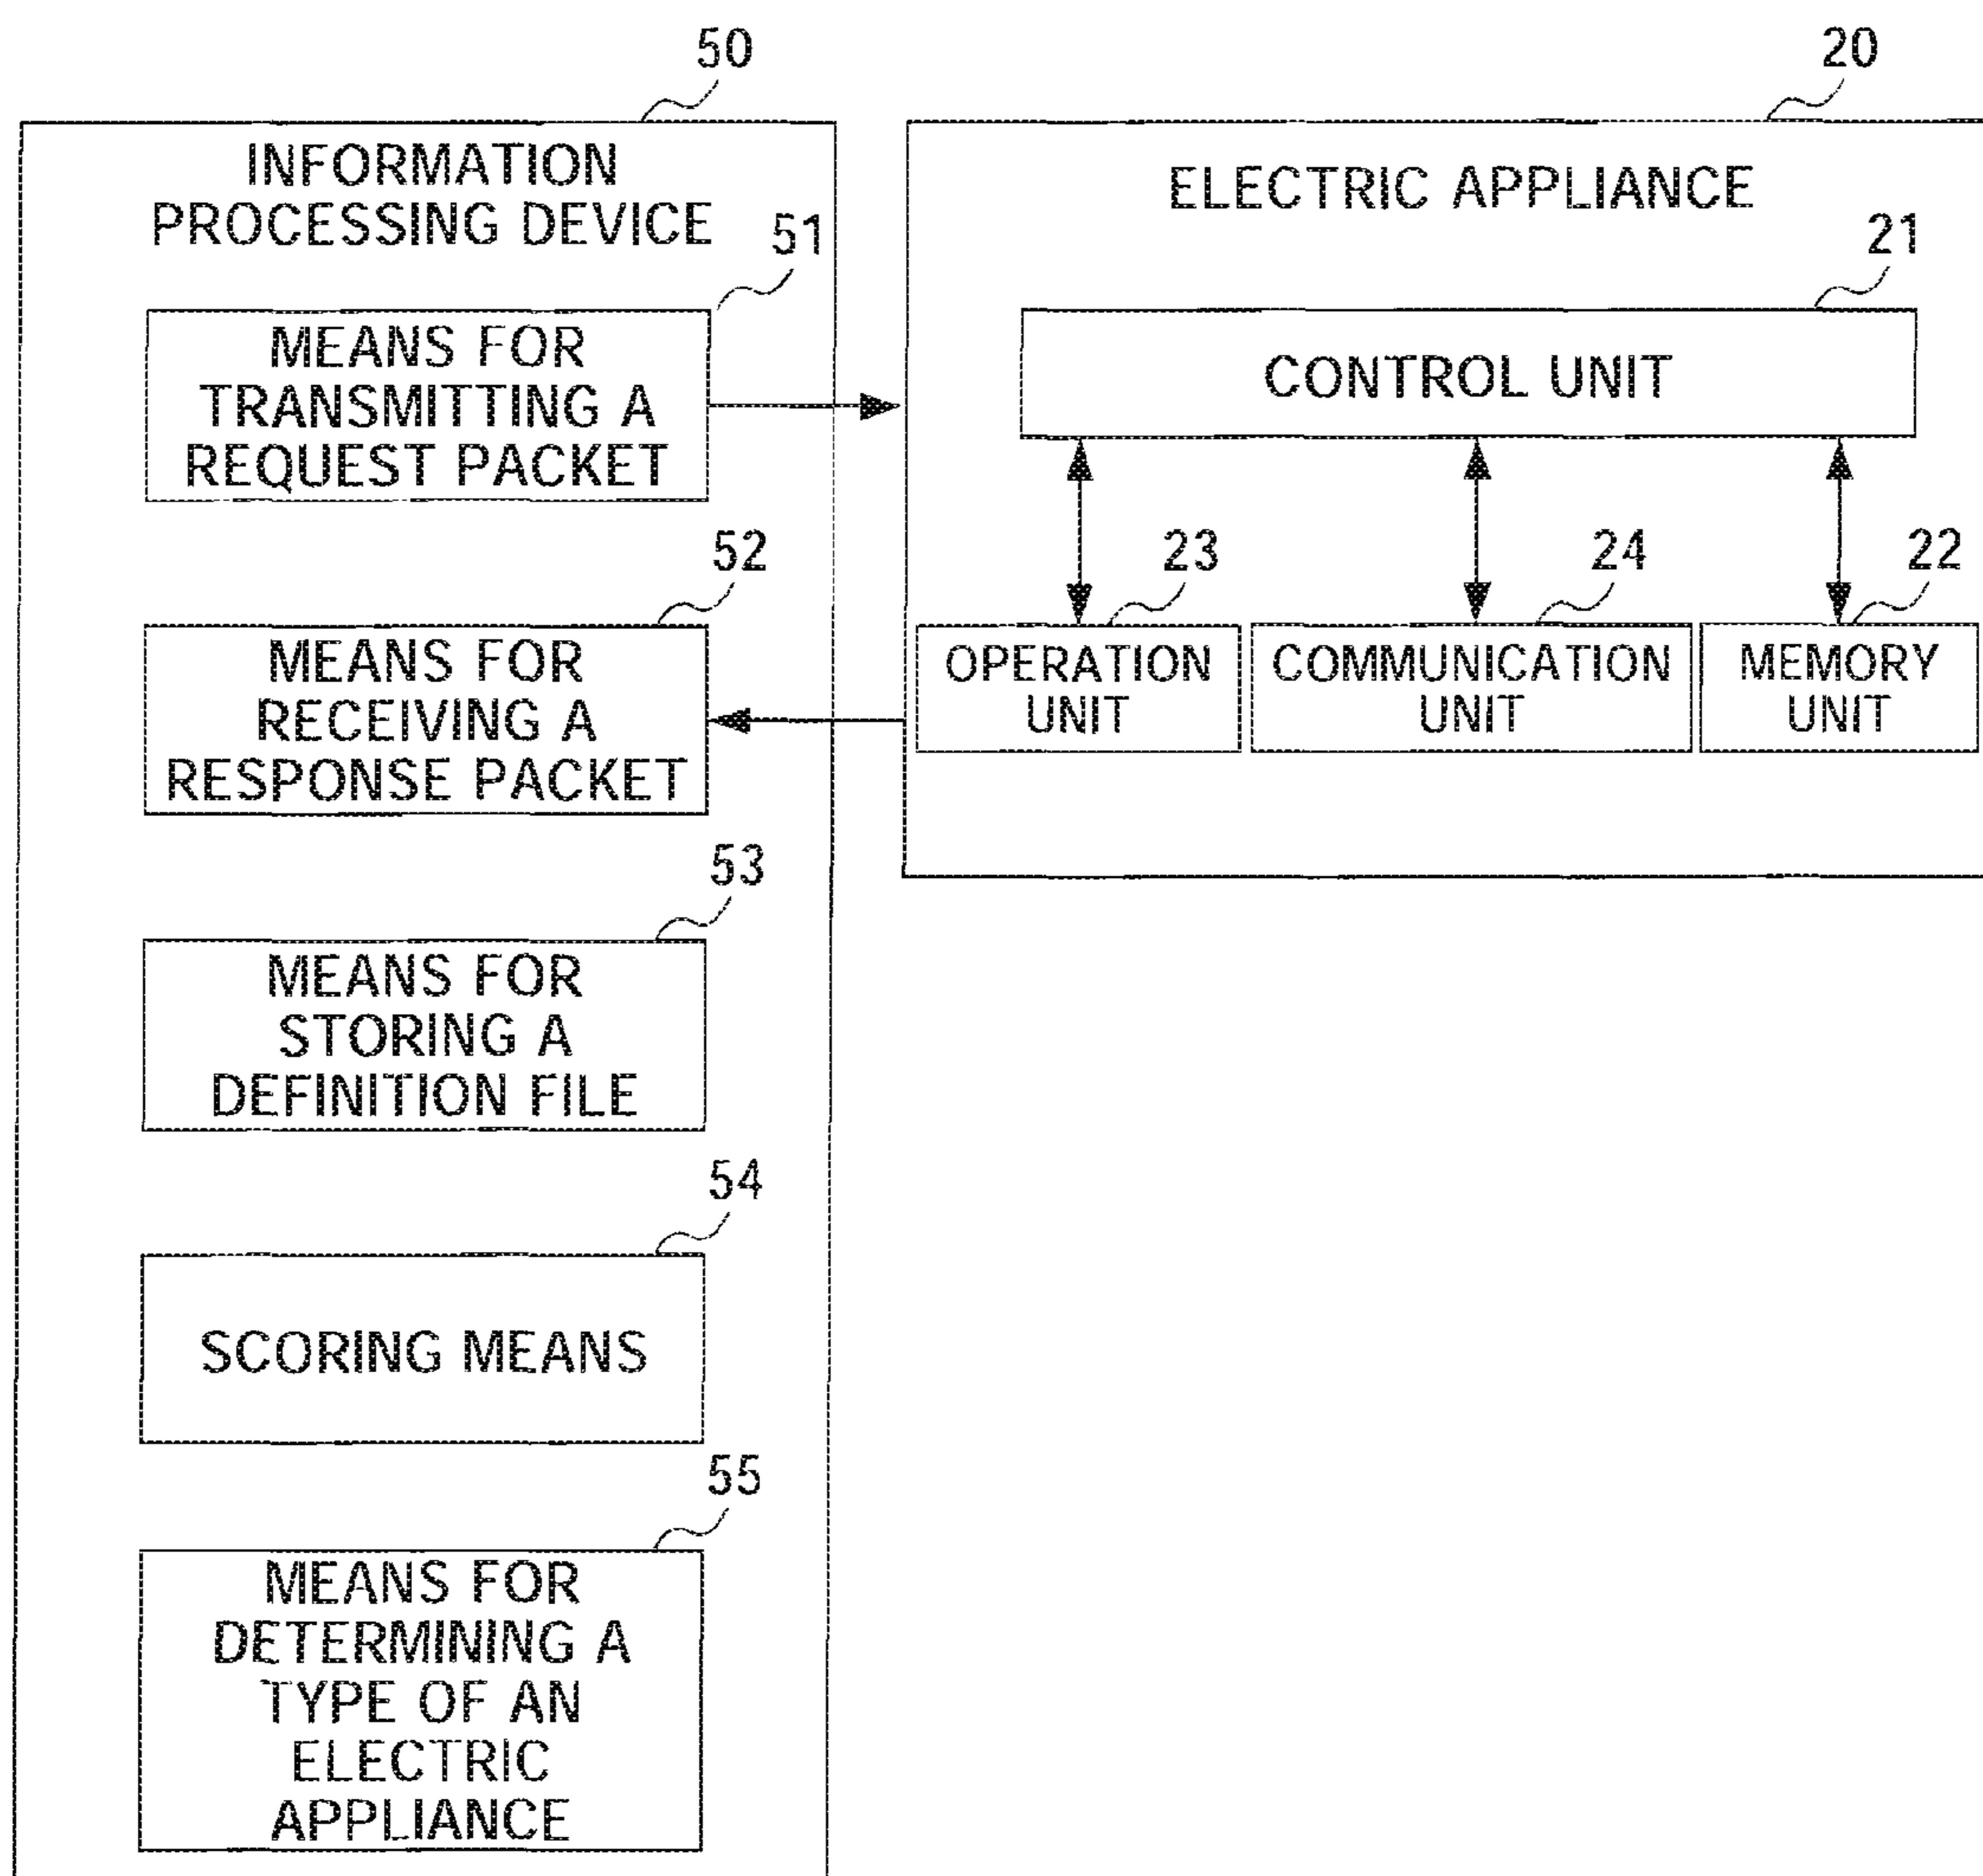 50
INFORMATION
PROCESSING DEVICE
51
MEANS FOR
TRANSMITTING A
REQUEST PACKET
52
MEANS FOR
RECEIVING A
RESPONSE PACKET
53
MEANS FOR
STORING A
DEFINITION FILE
54
SCORING MEANS
55
MEANS FOR
DETERMINING A
TYPE OF AN
ELECTRIC
APPLIANCE
20
ELECTRIC APPLIANCE
21
CONTROL UNIT
23
OPERATION
UNIT
24
COMMUNICATION
UNIT
22
MEMORY
UNIT